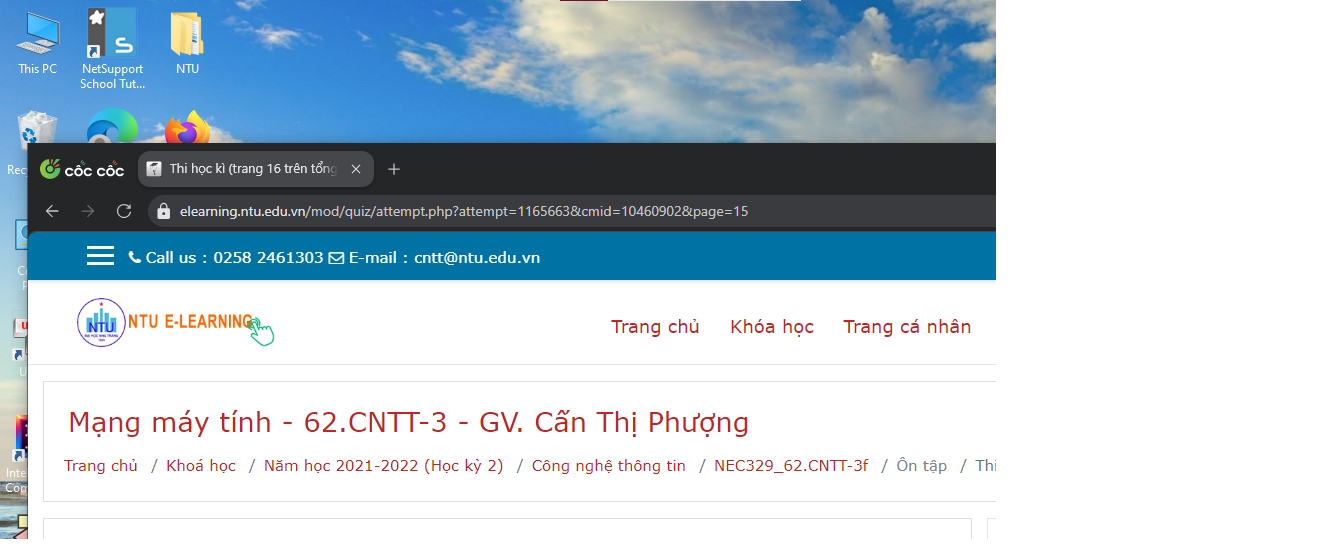 This PC
NetSupport
School Tut...
NTU
cốc cốc
Thi học kì (trang 16 trên tổng
elearning.ntu.edu.vn/mod/quiz/attempt.php?attempt=1165663&cmid=10460902&page=15
Call us : 0258 2461303 E-mail : cntt@ntu.edu.vn
NTU
NTU E-LEARNING
Trang chủ Khóa học Trang cá nhân
Mạng máy tính - 62.CNTT-3 - GV. Cấn Thị Phượng
Trang chủ / Khoá học / Năm học 2021-2022 (Học kỳ 2) / Công nghệ thông tin / NEC329_62.CNTT-3f / Ôn tập / Thi